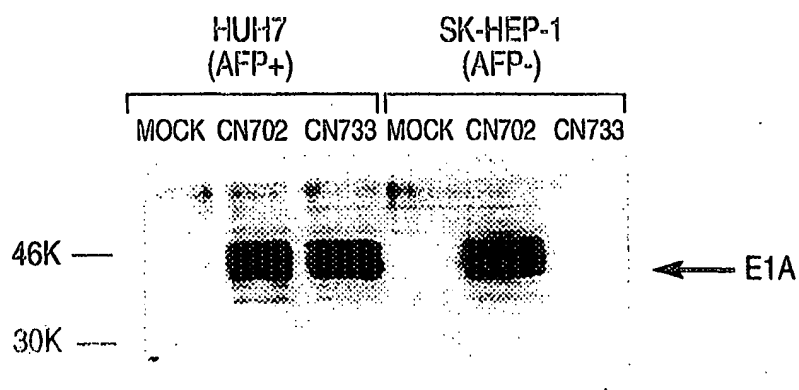 HUH7 SK-HEP-1
(AFP+) (AFP-)
MOCK CN702 CN733 MOCK CN702 CN733
46K
E1A
30K